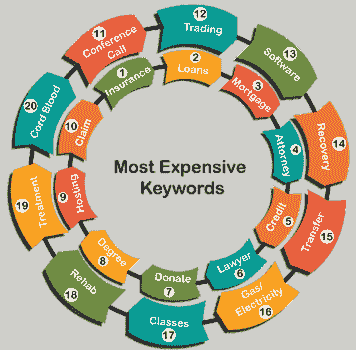 Most Expensive
Keywords
1
Insurance
2
Loans
3
Mortgage
4
Attorney
5
Credit
6
Lawyer
7
Donate
8
Degree
9
Hosting
10
Claim
11
Conference
Call
12
Trading
13
Software
14
Recovery
15
Transfer
16
Gas/
Electricity
17
Classes
18
Rehab
19
Treatment
20
Cord Blood